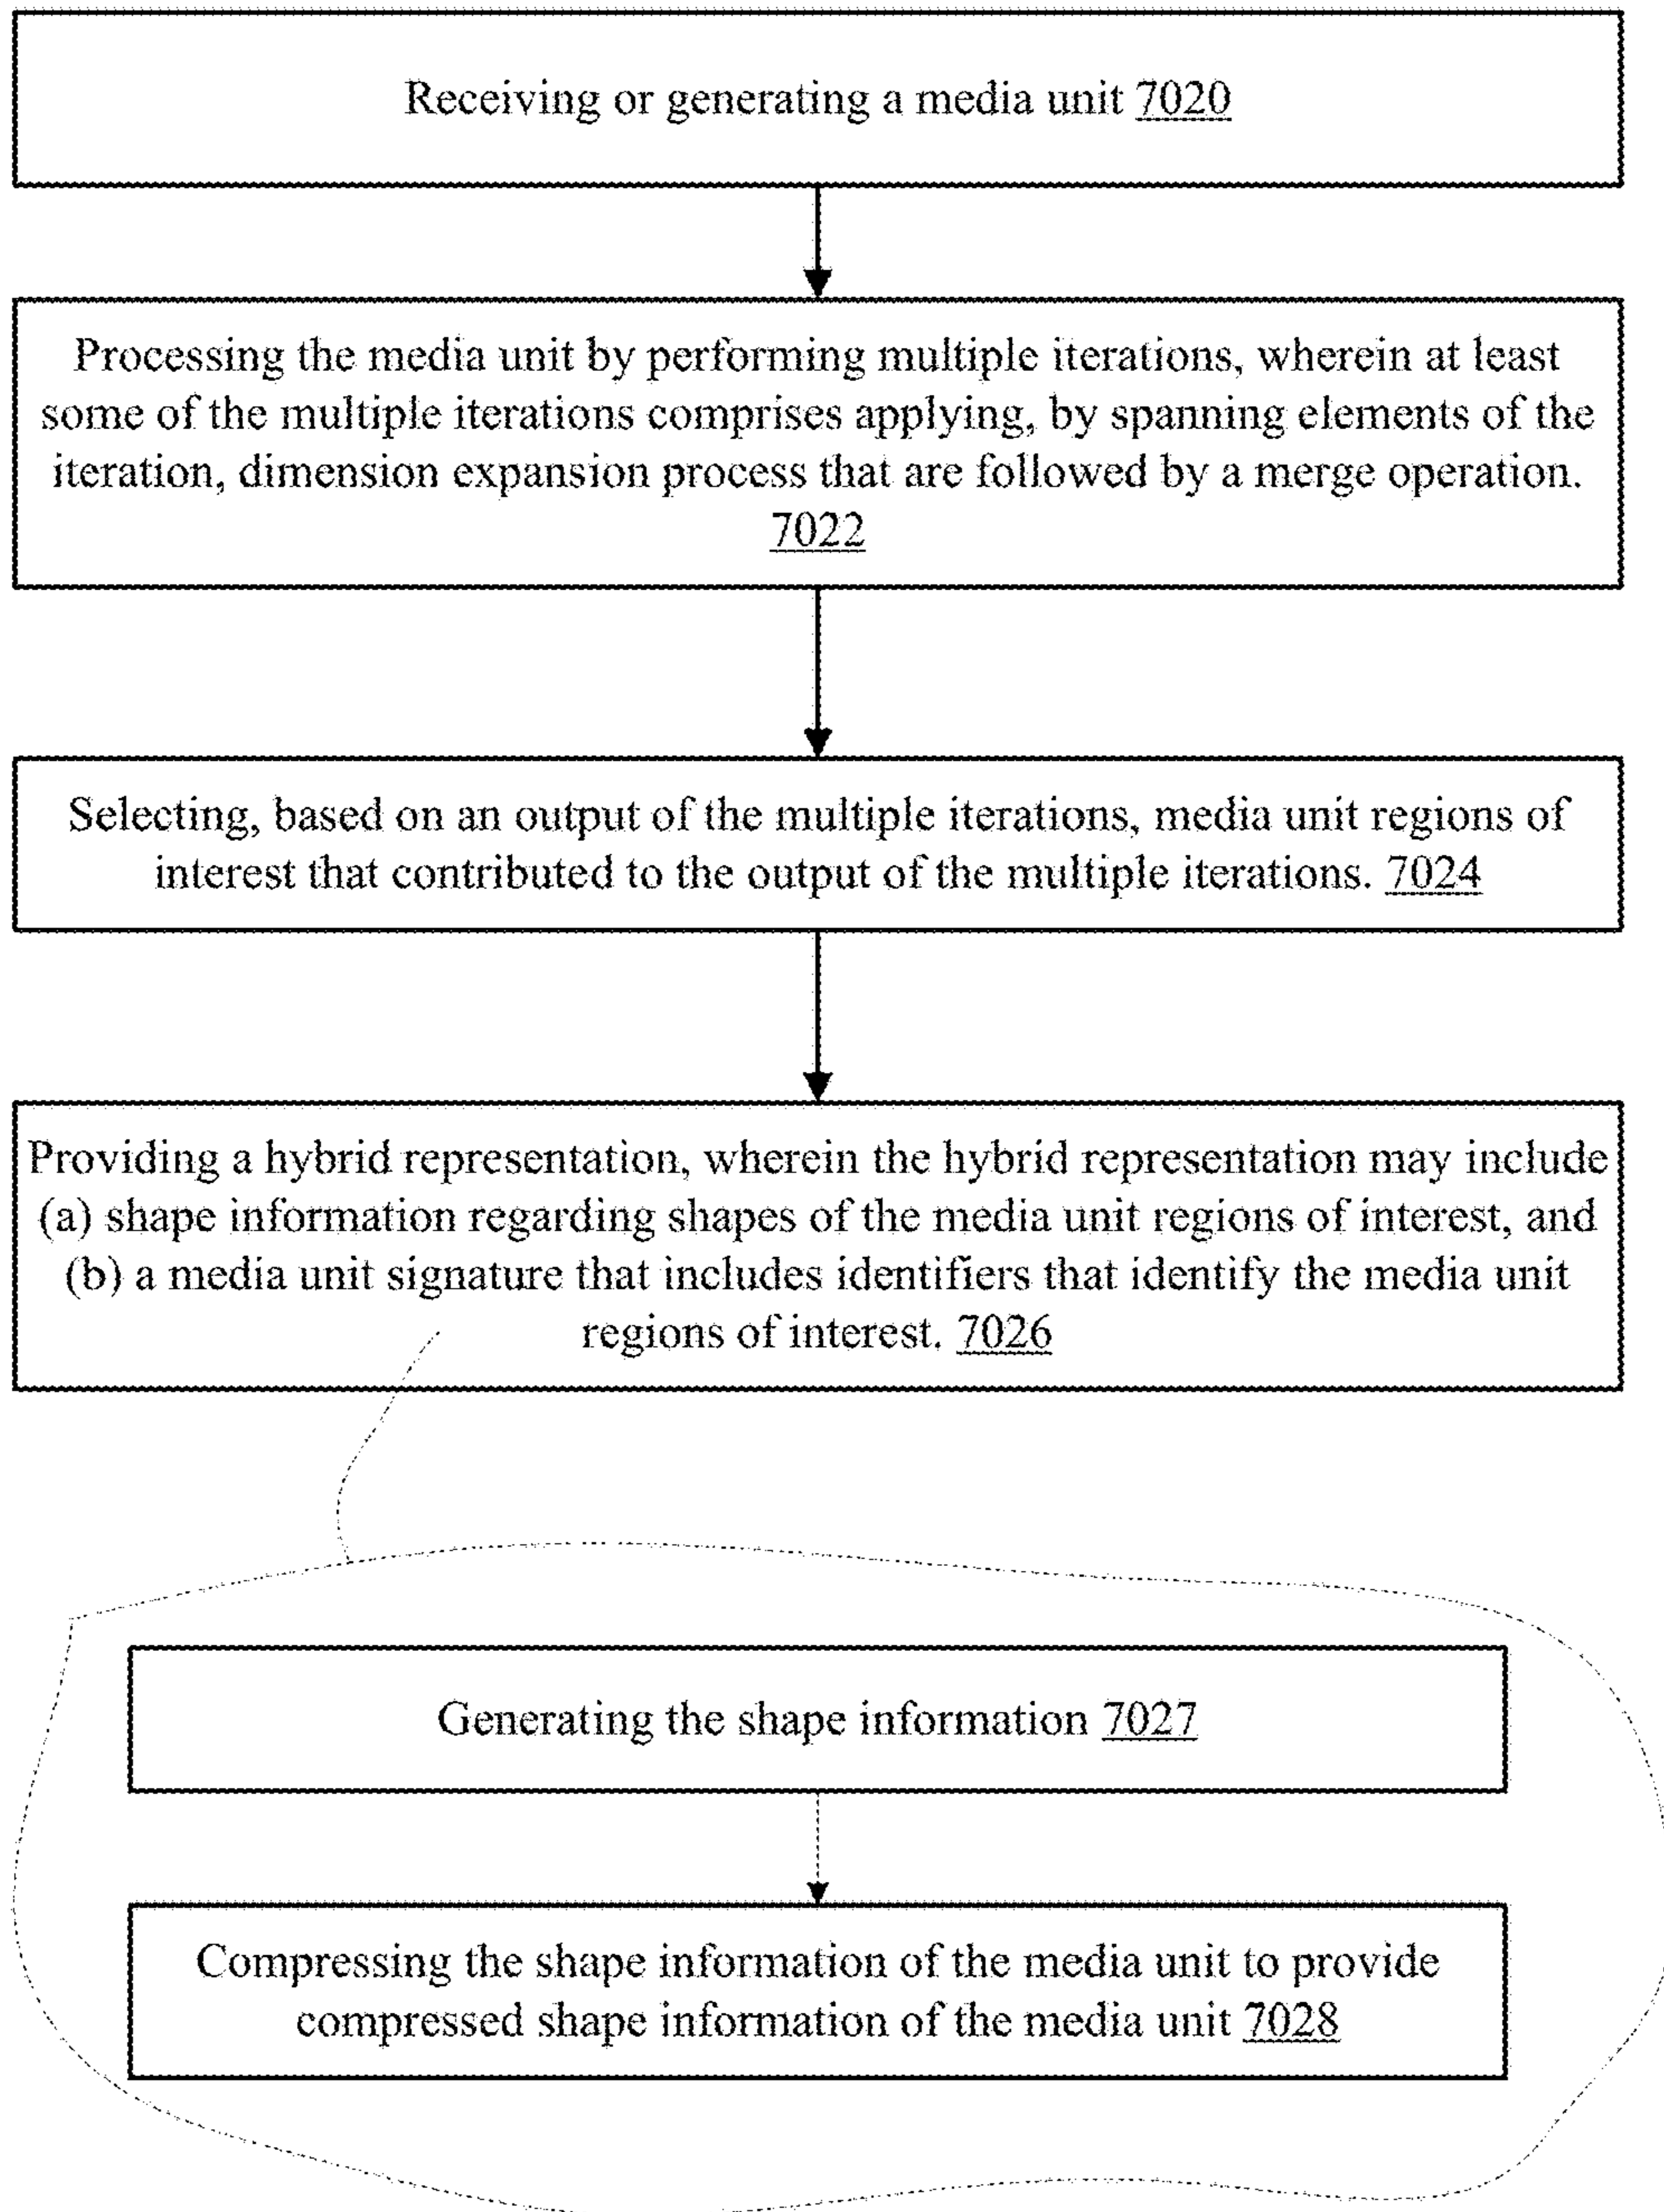 Receiving or generating a media unit 7020
Processing the media unit by performing multiple iterations, wherein at least
some of the multiple iterations comprises applying, by spanning elements of the
iteration, dimension expansion process that are followed by a merge operation.
7022
Selecting, based on an output of the multiple iterations, media unit regions of
interest that contributed to the output of the multiple iterations. 7024
Providing a hybrid representation, wherein the hybrid representation may include
(a) shape information regarding shapes of the media unit regions of interest, and
(b) a media unit signature that includes identifiers that identify the media unit
regions of interest. 7026
Generating the shape information 7027
Compressing the shape information of the media unit to provide
compressed shape information of the media unit 7028